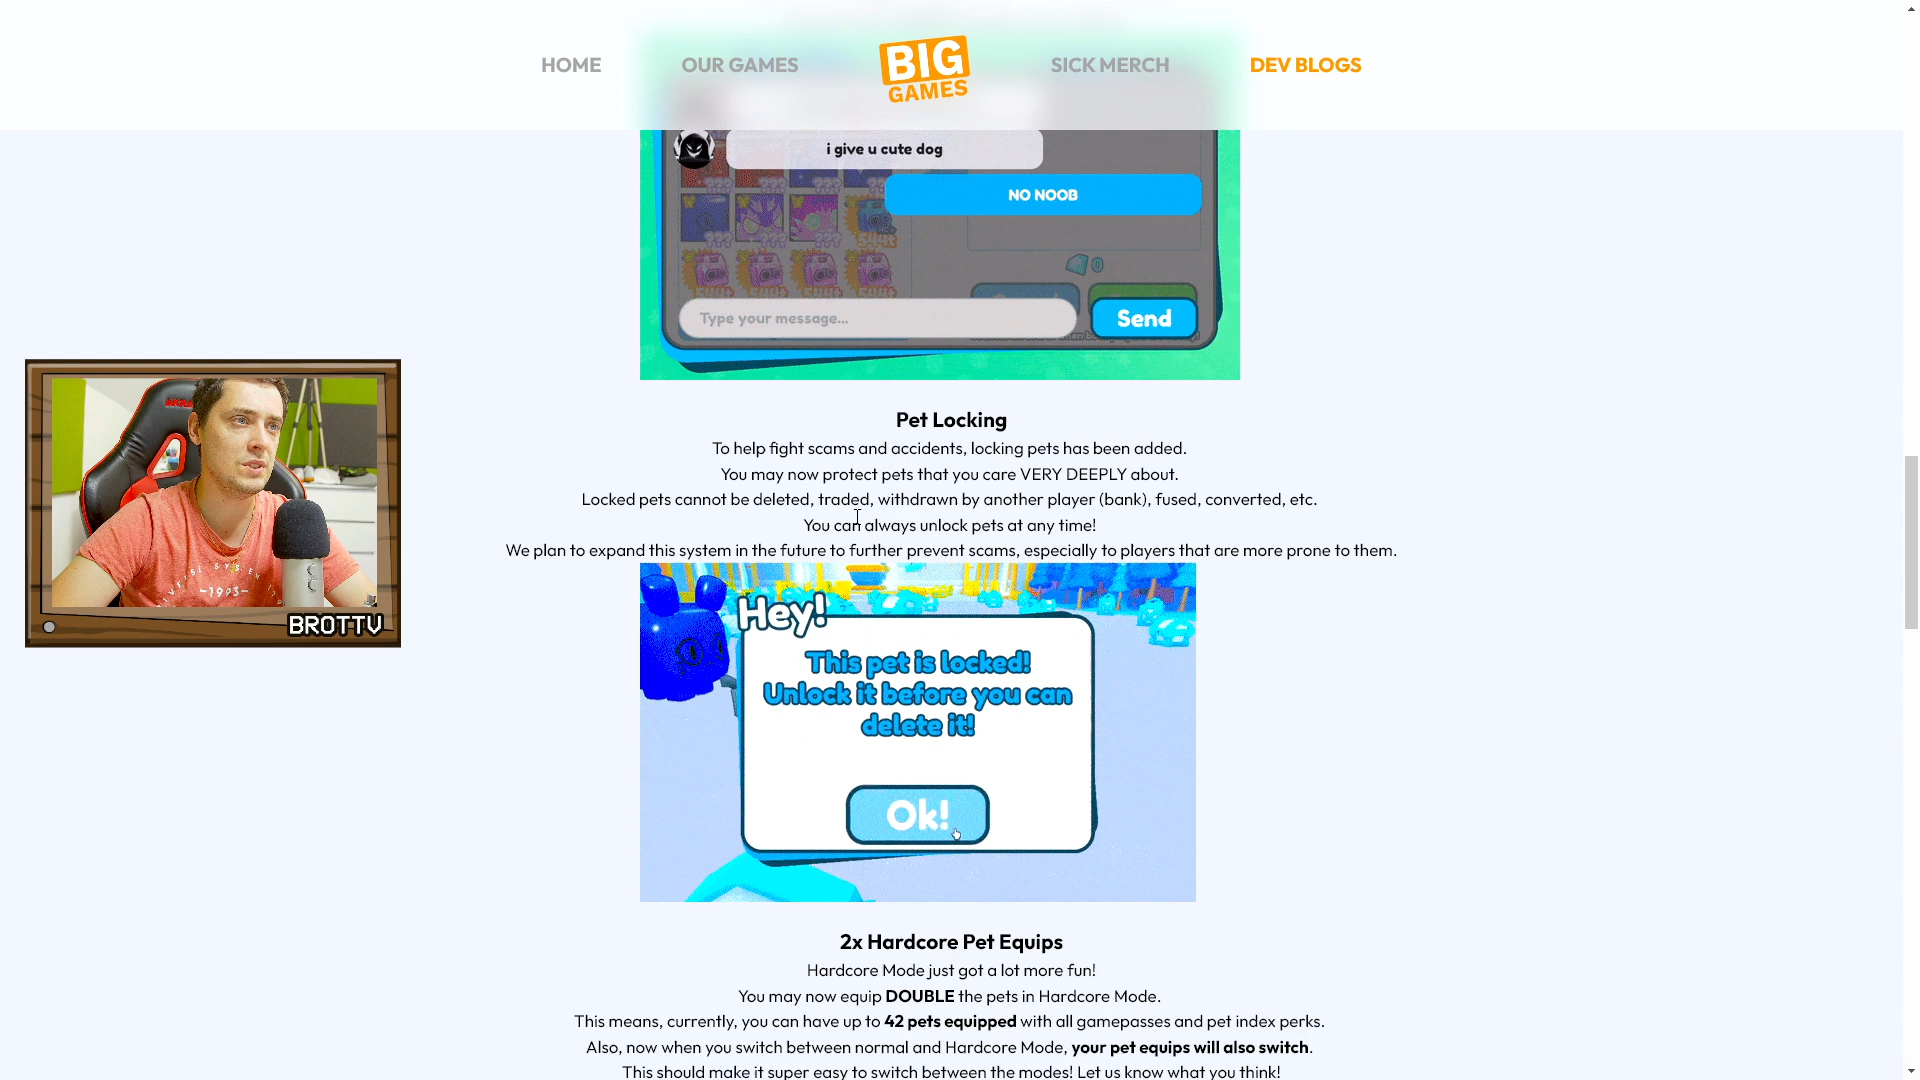 HOME
OUR GAMES
BIG
GAMES
SICK MERCH
DEV BLOGS
i give u cute dog
NO NOOB
???
???
???
???
???
???
???
544t
0
544t
544t
544t
544t
Type your message...
Send
Pet Locking
To help fight scams and accidents, locking pets has been added.
You may now protect pets that you care VERY DEEPLY about.
Locked pets cannot be deleted, traded, withdrawn by another player (bank), fused, converted, etc.
You can always unlock pets at any time!
We plan to expand this system in the future to further prevent scams, especially to players that are more prone to them.
-1993-
BROTTV
Hey!
This pet is locked!
Unlock it before you can
delete it!
Ok!
2x Hardcore Pet Equips
Hardcore Mode just got a lot more fun!
You may now equip DOUBLE the pets in Hardcore Mode.
This means, currently, you can have up to 42 pets equipped with all gamepasses and pet index perks.
Also, now when you switch between normal and Hardcore Mode, your pet equips will also switch.
This should make it super easy to switch between the modes! Let us know what you think!